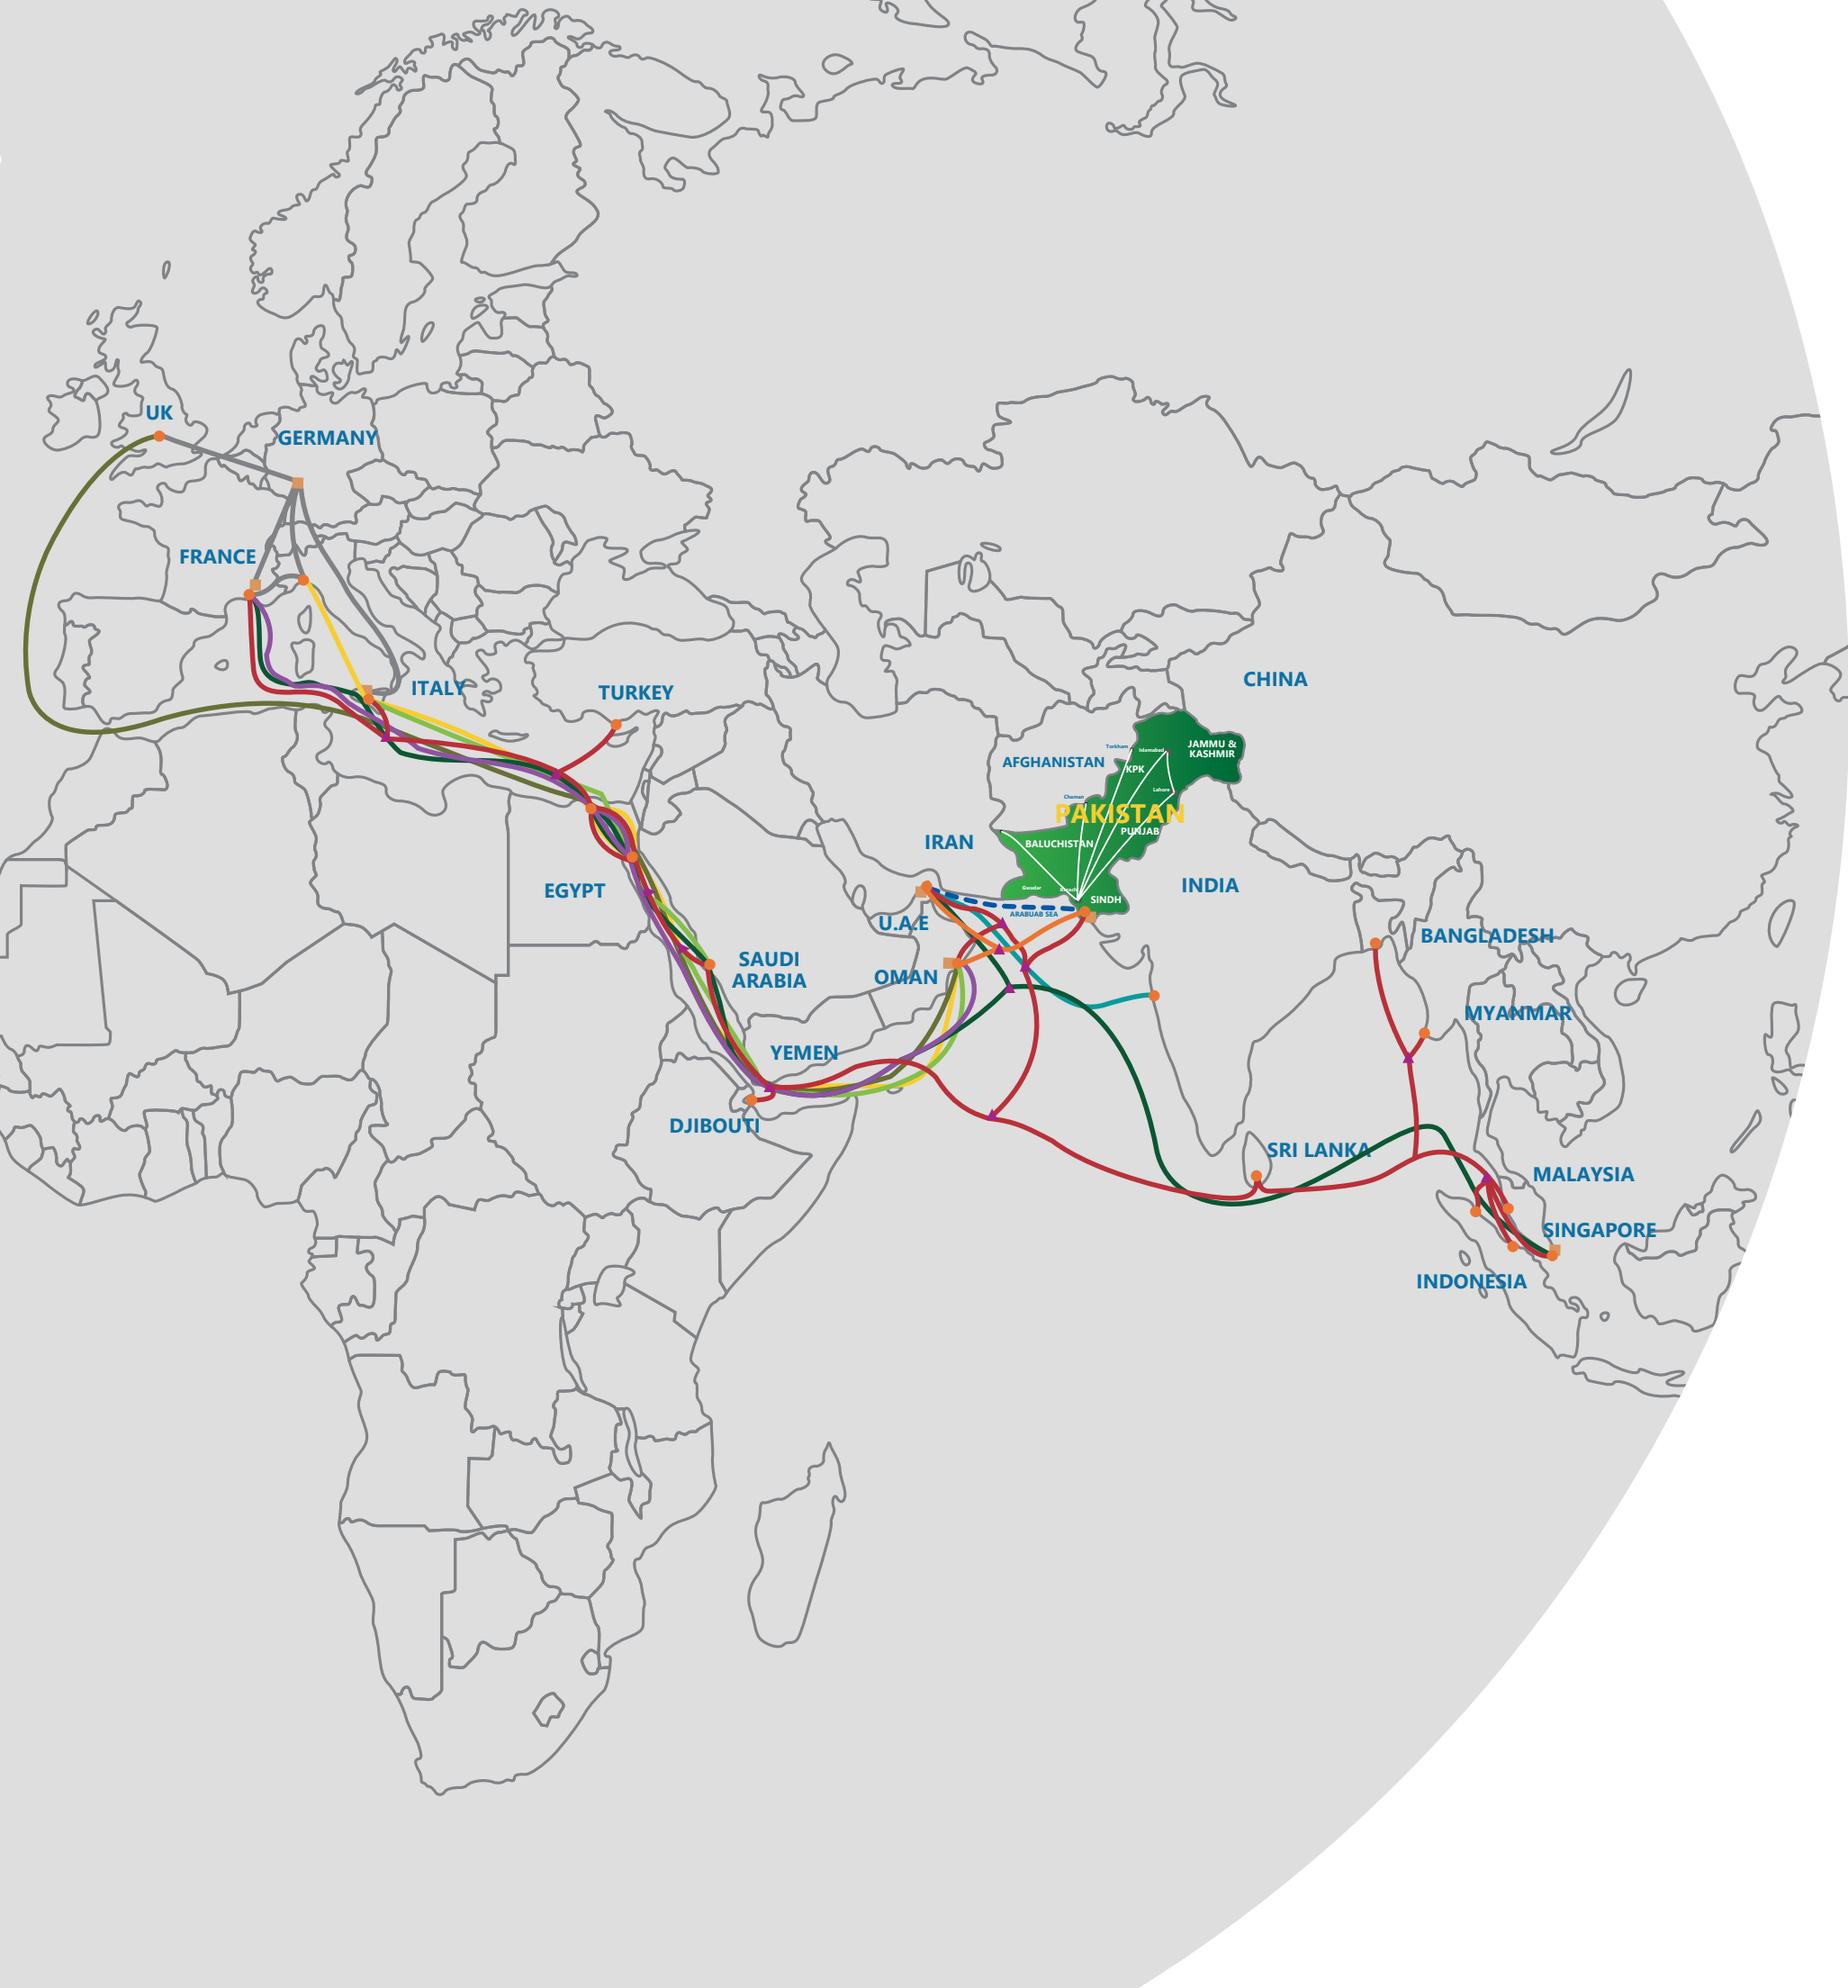 UK
GERMANY
FRANCE
ITALY
TURKEY
CHINA
Torkham
Islamabad
JAMMU &
KASHMIR
AFGHANISTAN
KPK
Lahore
Chaman
PAKISTAN
PUNJAB
IRAN
BALUCHISTAN
EGYPT
Gwadar
Karachi
SINDH
INDIA
ARABUAB SEA
U.A.E
BANGLADESH
SAUDI
ARABIA
OMAN
MYANMAR
YEMEN
DJIBOUTI
SRI LANKA
MALAYSIA
SINGAPORE
INDONESIA